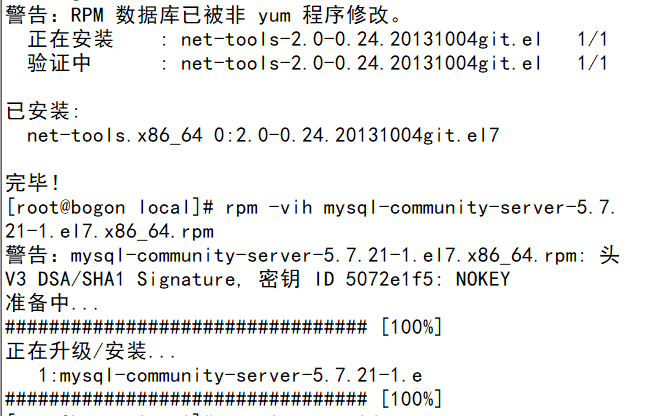 警告：RPM 数据库已被非 yum 程序修改。
正在安装    : net-tools-2.0-0.24.20131004git.el   1/1
验证中      : net-tools-2.0-0.24.20131004git.el   1/1
已安装:
net-tools.x86_64 0:2.0-0.24.20131004git.el7
完毕！
[root@bogon local]# rpm -vih mysql-community-server-5.7.
21-1.el7.x86_64.rpm
警告：mysql-community-server-5.7.21-1.el7.x86_64.rpm: 头
V3 DSA/SHA1 Signature, 密钥 ID 5072e1f5: NOKEY
准备中...
################################# [100%]
正在升级/安装...
1:mysql-community-server-5.7.21-1.e
################################# [100%]